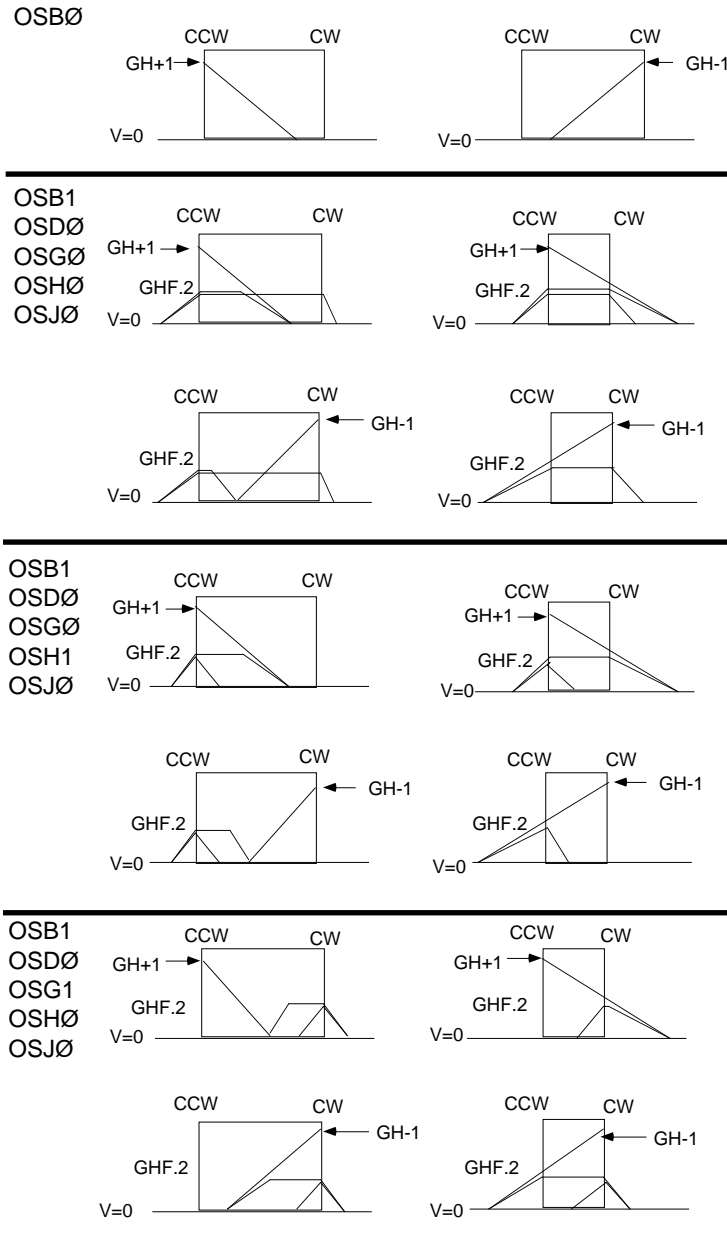 OSBØ
CCW CW CCW CW
GH+1 GH-1
V=0 V=0
OSB1
OSDØ
OSGØ
OSHØ
OSJØ
CCW CW CCW CW
GH+1 GH+1
GHF.2 GHF.2
V=0 V=0
CCW CW CCW CW
GH-1 GH-1
GHF.2 GHF.2
V=0 V=0
OSB1
OSDØ
OSGØ
OSH1
OSJØ
CCW CW CCW CW
GH+1 GH+1
GHF.2 GHF.2
V=0 V=0
CCW CW CCW CW
GH-1 GH-1
GHF.2 GHF.2
V=0 V=0
OSB1
OSDØ
OSG1
OSHØ
OSJØ
CCW CW CCW CW
GH+1 GH+1
GHF.2 GHF.2
V=0 V=0
CCW CW CCW CW
GH-1 GH-1
GHF.2 GHF.2
V=0 V=0